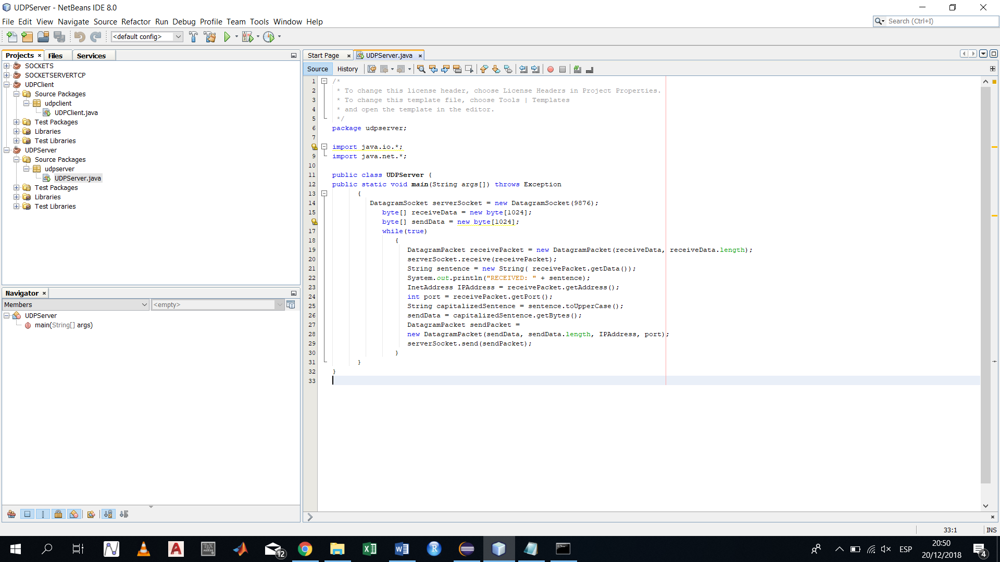 UDPServer - NetBeans IDE 8.0
File Edit View Navigate Source Refactor Run Debug Profile Team Tools Window Help
Search (Ctrl+I)
<default config>
Projects Files Services
SOCKETS
SOCKETSERVERTCP
UDPClient
Source Packages
udpclient
UDPClient.java
Test Packages
Libraries
Test Libraries
UDPServer
Source Packages
udpserver
UDPServer.java
Test Packages
Libraries
Test Libraries
Navigator
Members <empty>
UDPServer
main(String[] args)
Start Page UDPServer.java
Source History
1 /*
2 * To change this license header, choose License Headers in Project Properties.
3 * To change this template file, choose Tools | Templates
4 * and open the template in the editor.
5 */
6 package udpserver;
7
import java.io.*;
9 import java.net.*;
10
11 public class UDPServer {
12 public static void main(String args[]) throws Exception
13 {
14 DatagramSocket serverSocket = new DatagramSocket(9876);
15 byte[] receiveData = new byte[1024];
byte[] sendData = new byte[1024];
17 while(true)
18 {
19 DatagramPacket receivePacket = new DatagramPacket(receiveData, receiveData.length);
20 serverSocket.receive(receivePacket);
21 String sentence = new String( receivePacket.getData());
22 System.out.println("RECEIVED: " + sentence);
23 InetAddress IPAddress = receivePacket.getAddress();
24 int port = receivePacket.getPort();
25 String capitalizedSentence = sentence.toUpperCase();
26 sendData = capitalizedSentence.getBytes();
27 DatagramPacket sendPacket =
28 new DatagramPacket(sendData, sendData.length, IPAddress, port);
29 serverSocket.send(sendPacket);
30 }
31 }
32 }
33
33:1 INS
12
ESP
20:50
20/12/2018
4